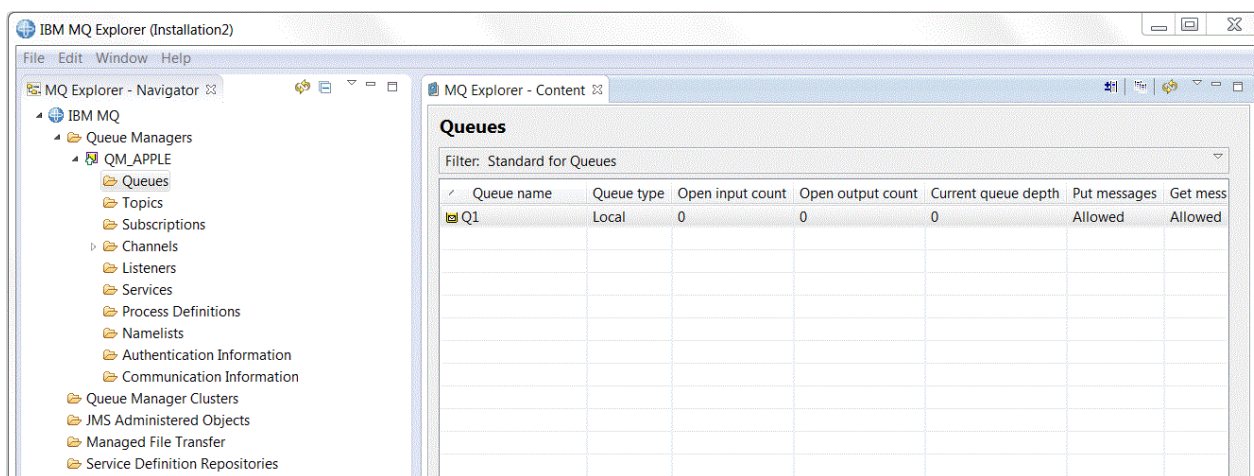 IBM MQ Explorer (Installation2)
File Edit Window Help
MQ Explorer - Navigator
IBM MQ
Queue Managers
QM_APPLE
Queues
Topics
Subscriptions
Channels
Listeners
Services
Process Definitions
Namelists
Authentication Information
Communication Information
Queue Manager Clusters
JMS Administered Objects
Managed File Transfer
Service Definition Repositories
MQ Explorer - Content
Queues
Filter: Standard for Queues
Queue name Queue type Open input count Open output count Current queue depth Put messages Get mess
Q1 Local 0 0 0 Allowed Allowed